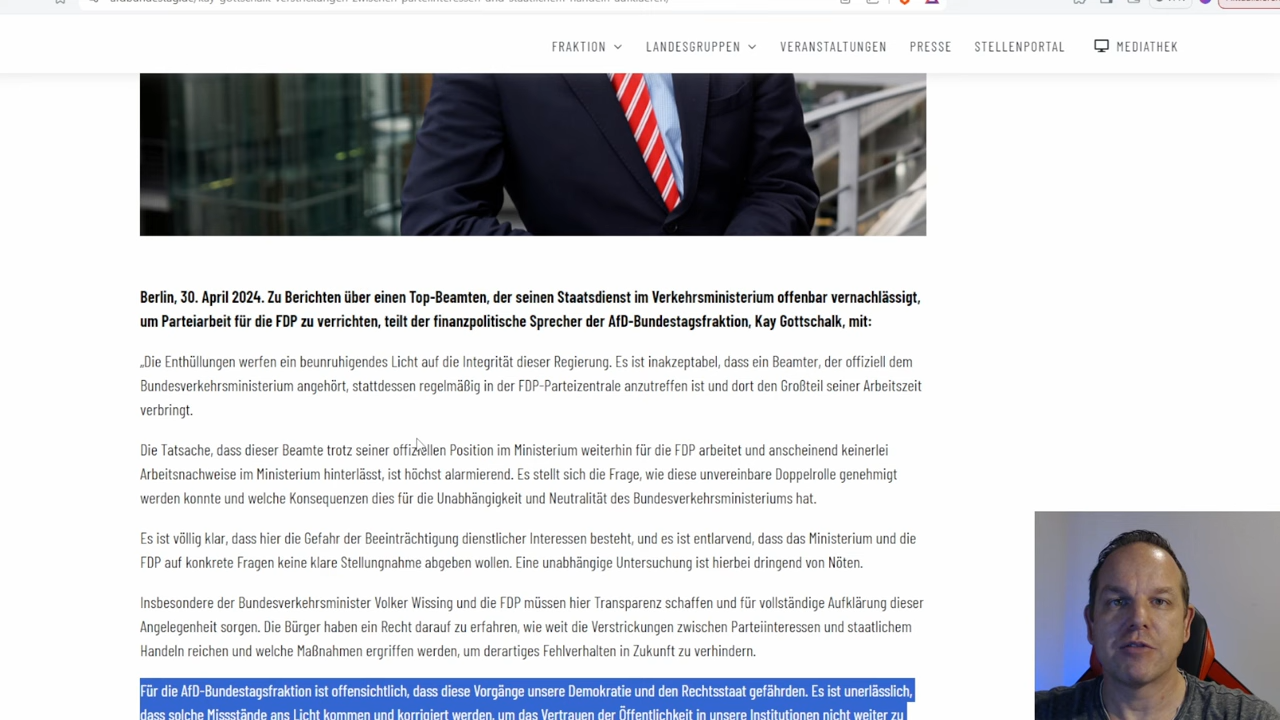 FRAKTION
LANDESGRUPPEN
VERANSTALTUNGEN
PRESSE
STELLENPORTAL
MEDIATHEK
Berlin, 30. April 2024. Zu Berichten über einen Top-Beamten, der seinen Staatsdienst im Verkehrsministerium offenbar vernachlässigt,
um Parteiarbeit für die FDP zu verrichten, teilt der finanzpolitische Sprecher der AfD-Bundestagsfraktion, Kay Gottschalk, mit:
„Die Enthüllungen werfen ein beunruhigendes Licht auf die Integrität dieser Regierung. Es ist inakzeptabel, dass ein Beamter, der offiziell dem
Bundesverkehrsministerium angehört, stattdessen regelmäßig in der FDP-Parteizentrale anzutreffen ist und dort den Großteil seiner Arbeitszeit
verbringt.
Die Tatsache, dass dieser Beamte trotz seiner offiziellen Position im Ministerium weiterhin für die FDP arbeitet und anscheinend keinerlei
Arbeitsnachweise im Ministerium hinterlässt, ist höchst alarmierend. Es stellt sich die Frage, wie diese unvereinbare Doppelrolle genehmigt
werden konnte und welche Konsequenzen dies für die Unabhängigkeit und Neutralität des Bundesverkehrsministeriums hat.
Es ist völlig klar, dass hier die Gefahr der Beeinträchtigung dienstlicher Interessen besteht, und es ist entlarvend, dass das Ministerium und die
FDP auf konkrete Fragen keine klare Stellungnahme abgeben wollen. Eine unabhängige Untersuchung ist hierbei dringend von Nöten.
Insbesondere der Bundesverkehrsminister Volker Wissing und die FDP müssen hier Transparenz schaffen und für vollständige Aufklärung dieser
Angelegenheit sorgen. Die Bürger haben ein Recht darauf zu erfahren, wie weit die Verstrickungen zwischen Parteiinteressen und staatlichem
Handeln reichen und welche Maßnahmen ergriffen werden, um derartiges Fehlverhalten in Zukunft zu verhindern.
Für die AfD-Bundestagsfraktion ist offensichtlich, dass diese Vorgänge unsere Demokratie und den Rechtsstaat gefährden. Es ist unerlässlich,
dass solche Missstände ans Licht kommen und korrigiert werden, um das Vertrauen der Öffentlichkeit in unsere Institutionen nicht weiter zu